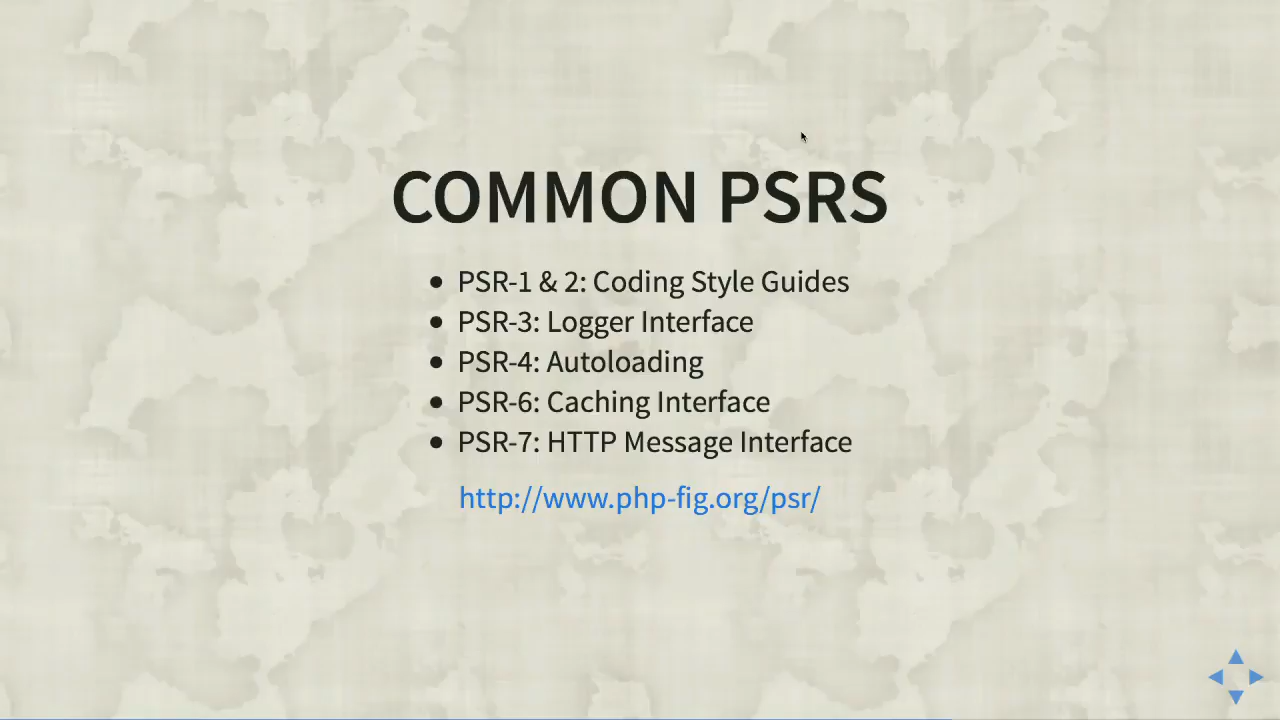 COMMON PSRS
• PSR-1 & 2: Coding Style Guides
• PSR-3: Logger Interface
• PSR-4: Autoloading
• PSR-6: Caching Interface
• PSR-7: HTTP Message Interface
http://www.php-fig.org/psr/